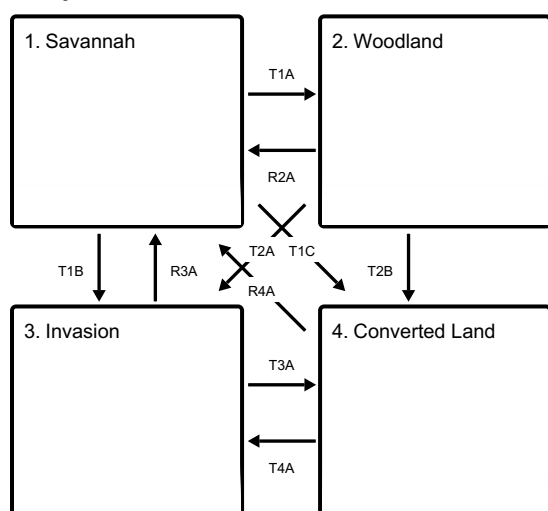 1. Savannah
2. Woodland
T1A
R2A
T1B
R3A
T2A
T1C
T2B
R4A
3. Invasion
4. Converted Land
T3A
T4A